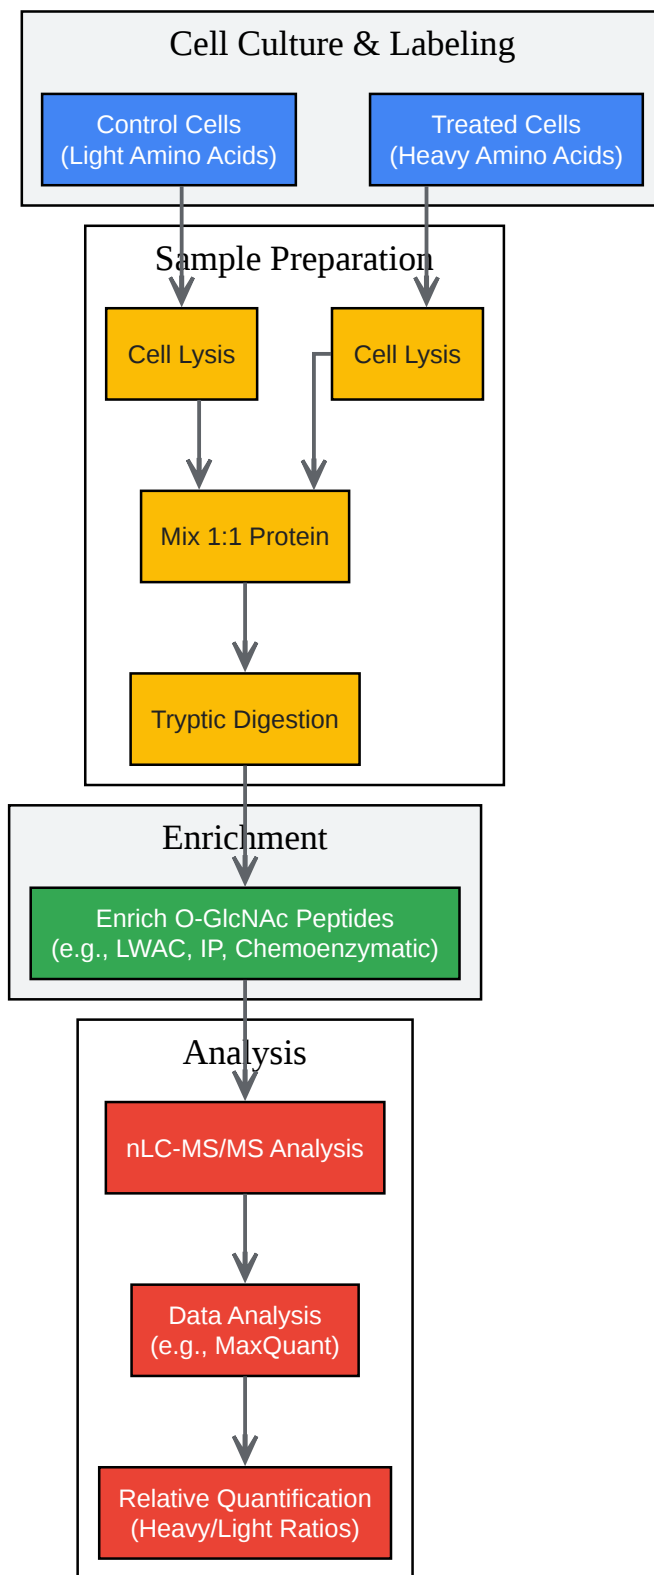 Cell Culture & Labeling
Control Cells
(Light Amino Acids)
Treated Cells
(Heavy Amino Acids)
Sample Preparation
Cell Lysis
Cell Lysis
Mix 1:1 Protein
Tryptic Digestion
Enrichment
Enrich O-GlcNAc Peptides
(e.g., LWAC, IP, Chemoenzymatic)
Analysis
nLC-MS/MS Analysis
Data Analysis
(e.g., MaxQuant)
Relative Quantification
(Heavy/Light Ratios)